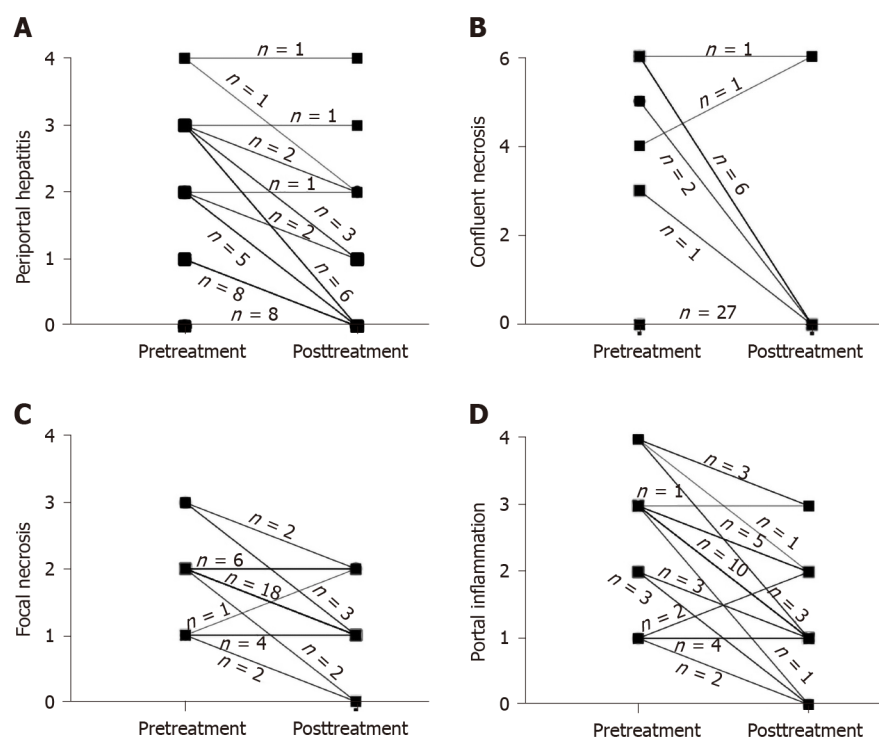 A
Periportal hepatitis
4
3
2
1
0
n = 1
n = 1
n = 1
n = 2
n = 1
n = 3
n = 2
n = 5
n = 6
n = 8
n = 8
Pretreatment
Posttreatment
B
Confluent necrosis
6
4
2
0
n = 1
n = 1
n = 6
n = 2
n = 1
n = 27
Pretreatment
Posttreatment
C
Focal necrosis
4
3
2
1
0
n = 2
n = 6
n = 18
n = 3
n = 1
n = 4
n = 2
n = 2
Pretreatment
Posttreatment
D
Portal inflammation
4
3
2
1
0
n = 3
n = 1
n = 5
n = 1
n = 10
n = 3
n = 3
n = 3
n = 2
n = 4
n = 1
n = 2
Pretreatment
Posttreatment